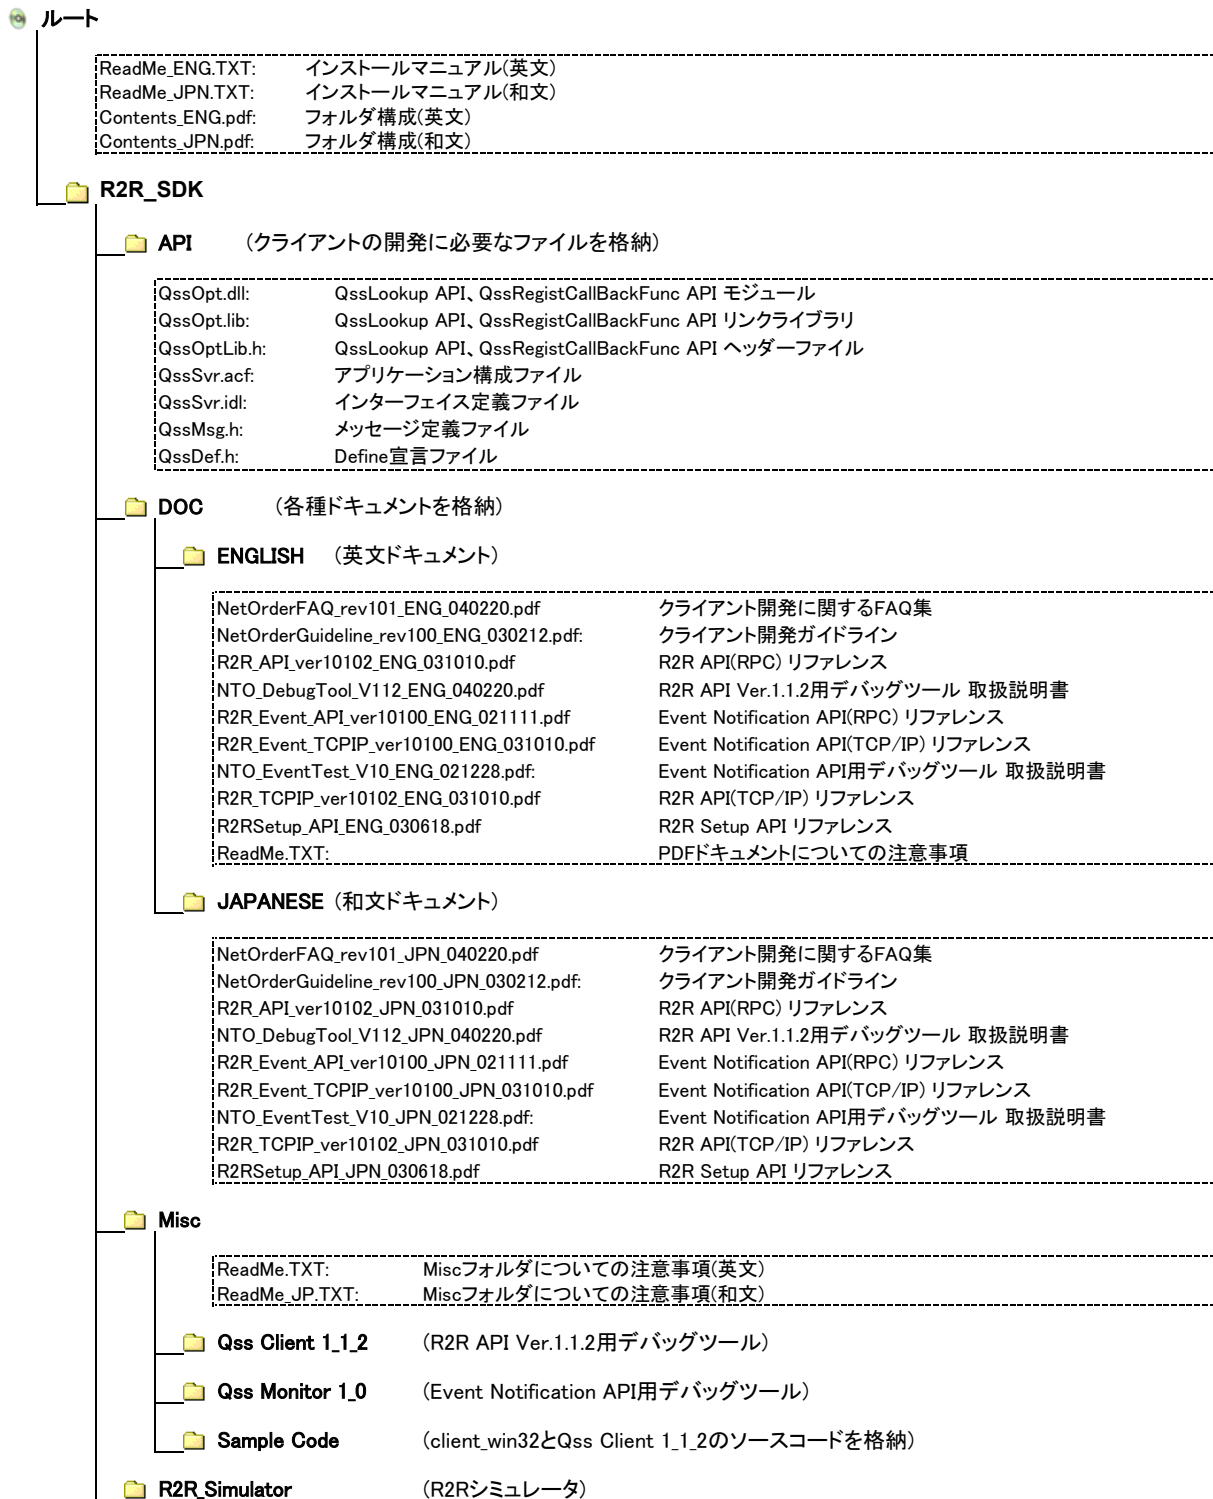 ルート
ReadMe_ENG.TXT: インストールマニュアル(英文)
ReadMe_JPN.TXT: インストールマニュアル(和文)
Contents_ENG.pdf: フォルダ構成(英文)
Contents_JPN.pdf: フォルダ構成(和文)
R2R_SDK
API (クライアントの開発に必要なファイルを格納)
QssOpt.dll: QssLookup API、QssRegistCallBackFunc API モジュール
QssOpt.lib: QssLookup API、QssRegistCallBackFunc API リンクライブラリ
QssOptLib.h: QssLookup API、QssRegistCallBackFunc API ヘッダーファイル
QssSvr.acf: アプリケーション構成ファイル
QssSvr.idl: インターフェイス定義ファイル
QssMsg.h: メッセージ定義ファイル
QssDef.h: Define宣言ファイル
DOC (各種ドキュメントを格納)
ENGLISH (英文ドキュメント)
NetOrderFAQ_rev101_ENG_040220.pdf クライアント開発に関するFAQ集
NetOrderGuideline_rev100_ENG_030212.pdf: クライアント開発ガイドライン
R2R_API_ver10102_ENG_031010.pdf R2R API(RPC) リファレンス
NTO_DebugTool_V112_ENG_040220.pdf R2R API Ver.1.1.2用デバッグツール 取扱説明書
R2R_Event_API_ver10100_ENG_021111.pdf Event Notification API(RPC) リファレンス
R2R_Event_TCPIP_ver10100_ENG_031010.pdf Event Notification API(TCP/IP) リファレンス
NTO_EventTest_V10_ENG_021228.pdf: Event Notification API用デバッグツール 取扱説明書
R2R_TCPIP_ver10102_ENG_031010.pdf R2R API(TCP/IP) リファレンス
R2RSetup_API_ENG_030618.pdf R2R Setup API リファレンス
ReadMe.TXT: PDFドキュメントについての注意事項
JAPANESE (和文ドキュメント)
NetOrderFAQ_rev101_JPN_040220.pdf クライアント開発に関するFAQ集
NetOrderGuideline_rev100_JPN_030212.pdf: クライアント開発ガイドライン
R2R_API_ver10102_JPN_031010.pdf R2R API(RPC) リファレンス
NTO_DebugTool_V112_JPN_040220.pdf R2R API Ver.1.1.2用デバッグツール 取扱説明書
R2R_Event_API_ver10100_JPN_021111.pdf Event Notification API(RPC) リファレンス
R2R_Event_TCPIP_ver10100_JPN_031010.pdf Event Notification API(TCP/IP) リファレンス
NTO_EventTest_V10_JPN_021228.pdf: Event Notification API用デバッグツール 取扱説明書
R2R_TCPIP_ver10102_JPN_031010.pdf R2R API(TCP/IP) リファレンス
R2RSetup_API_JPN_030618.pdf R2R Setup API リファレンス
Misc
ReadMe.TXT: Miscフォルダについての注意事項(英文)
ReadMe_JP.TXT: Miscフォルダについての注意事項(和文)
Qss Client 1_1_2 (R2R API Ver.1.1.2用デバッグツール)
Qss Monitor 1_0 (Event Notification API用デバッグツール)
Sample Code (client_win32とQss Client 1_1_2のソースコードを格納)
R2R_Simulator (R2Rシミュレータ)